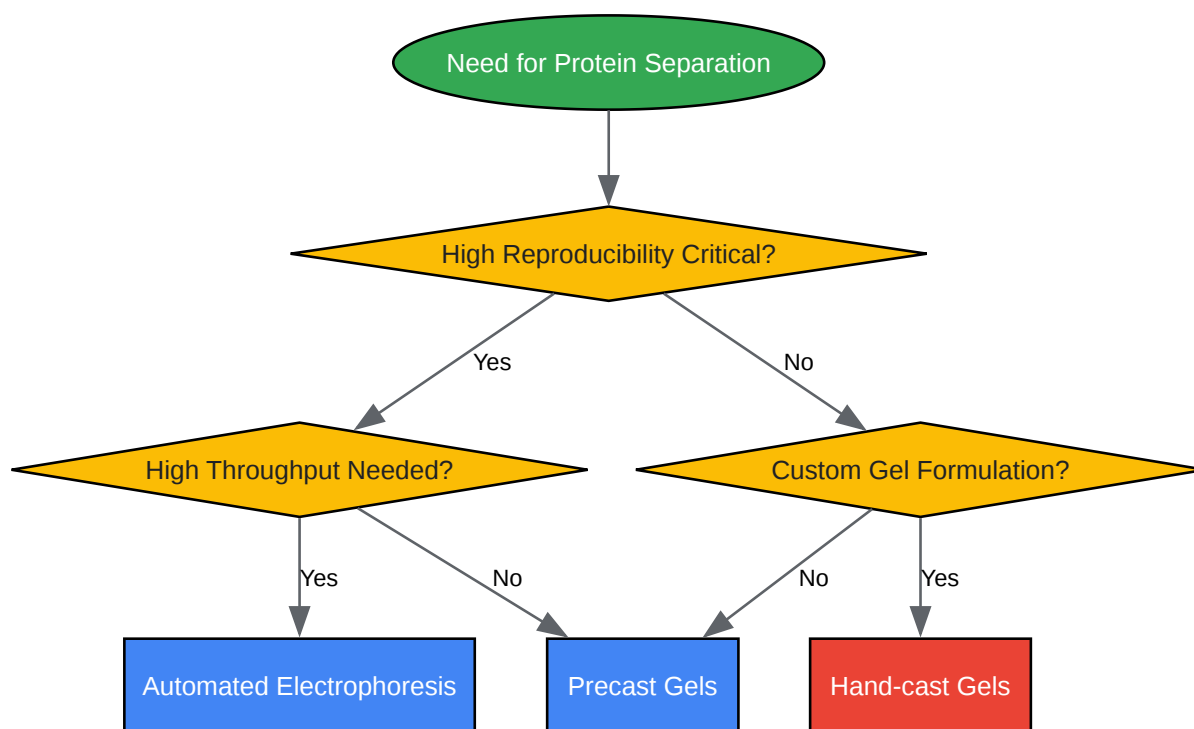 Need for Protein Separation
High Reproducibility Critical?
Yes
No
High Throughput Needed?
Custom Gel Formulation?
Yes
No
No
Yes
Automated Electrophoresis
Precast Gels
Hand-cast Gels